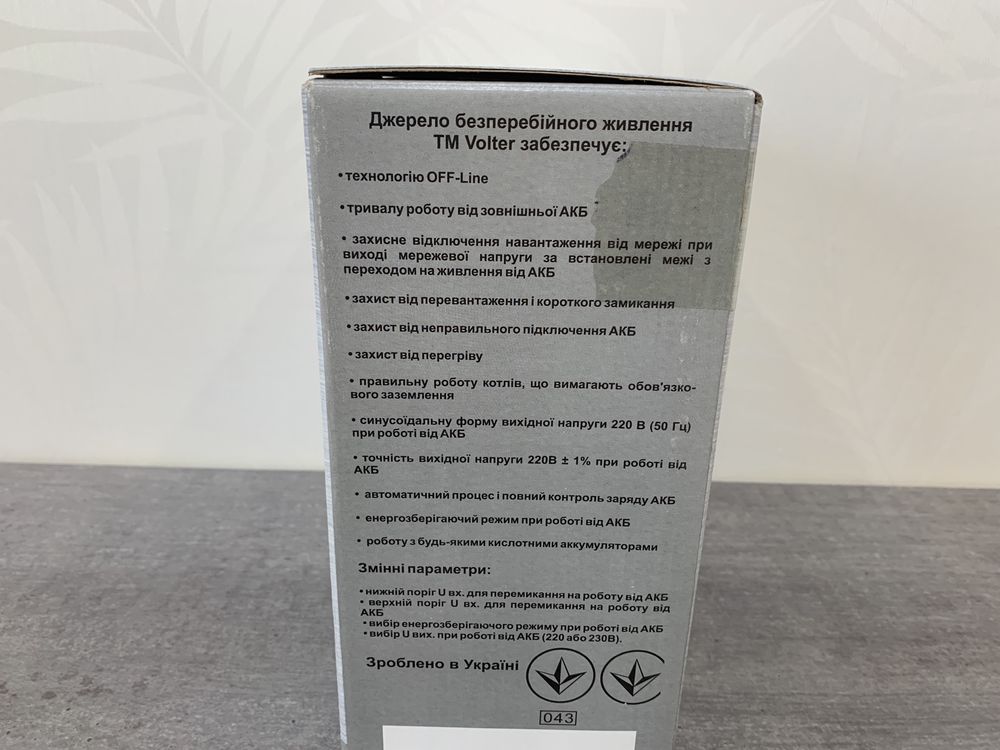 Джерело безперебійного живлення
ТМ Volter забезпечує:
• технологію OFF-Line
• тривалу роботу від зовнішньої АКБ
• захисне відключення навантаження від мережі при
виході мережевої напруги за встановлені межі з
переходом на живлення від АКБ
• захист від перевантаження і короткого замикання
• захист від неправильного підключення АКБ
• захист від перегріву
• правильну роботу котлів, що вимагають обов'язко-
вого заземлення
• синусоїдальну форму вихідної напруги 220 В (50 Гц)
при роботі від АКБ
• точність вихідної напруги 220В ± 1% при роботі від
АКБ
• автоматичний процес і повний контроль заряду АКБ
• енергозберігаючий режим при роботі від АКБ
• роботу з будь-якими кислотними аккумуляторами
Змінні параметри:
• нижній поріг U вх. для перемикання на роботу від АКБ
• верхній поріг U вх. для перемикання на роботу від
АКБ
• вибір енергозберігаючого режиму при роботі від АКБ
• вибір U вих. при роботі від АКБ (220 або 230В).
Зроблено в Україні
043